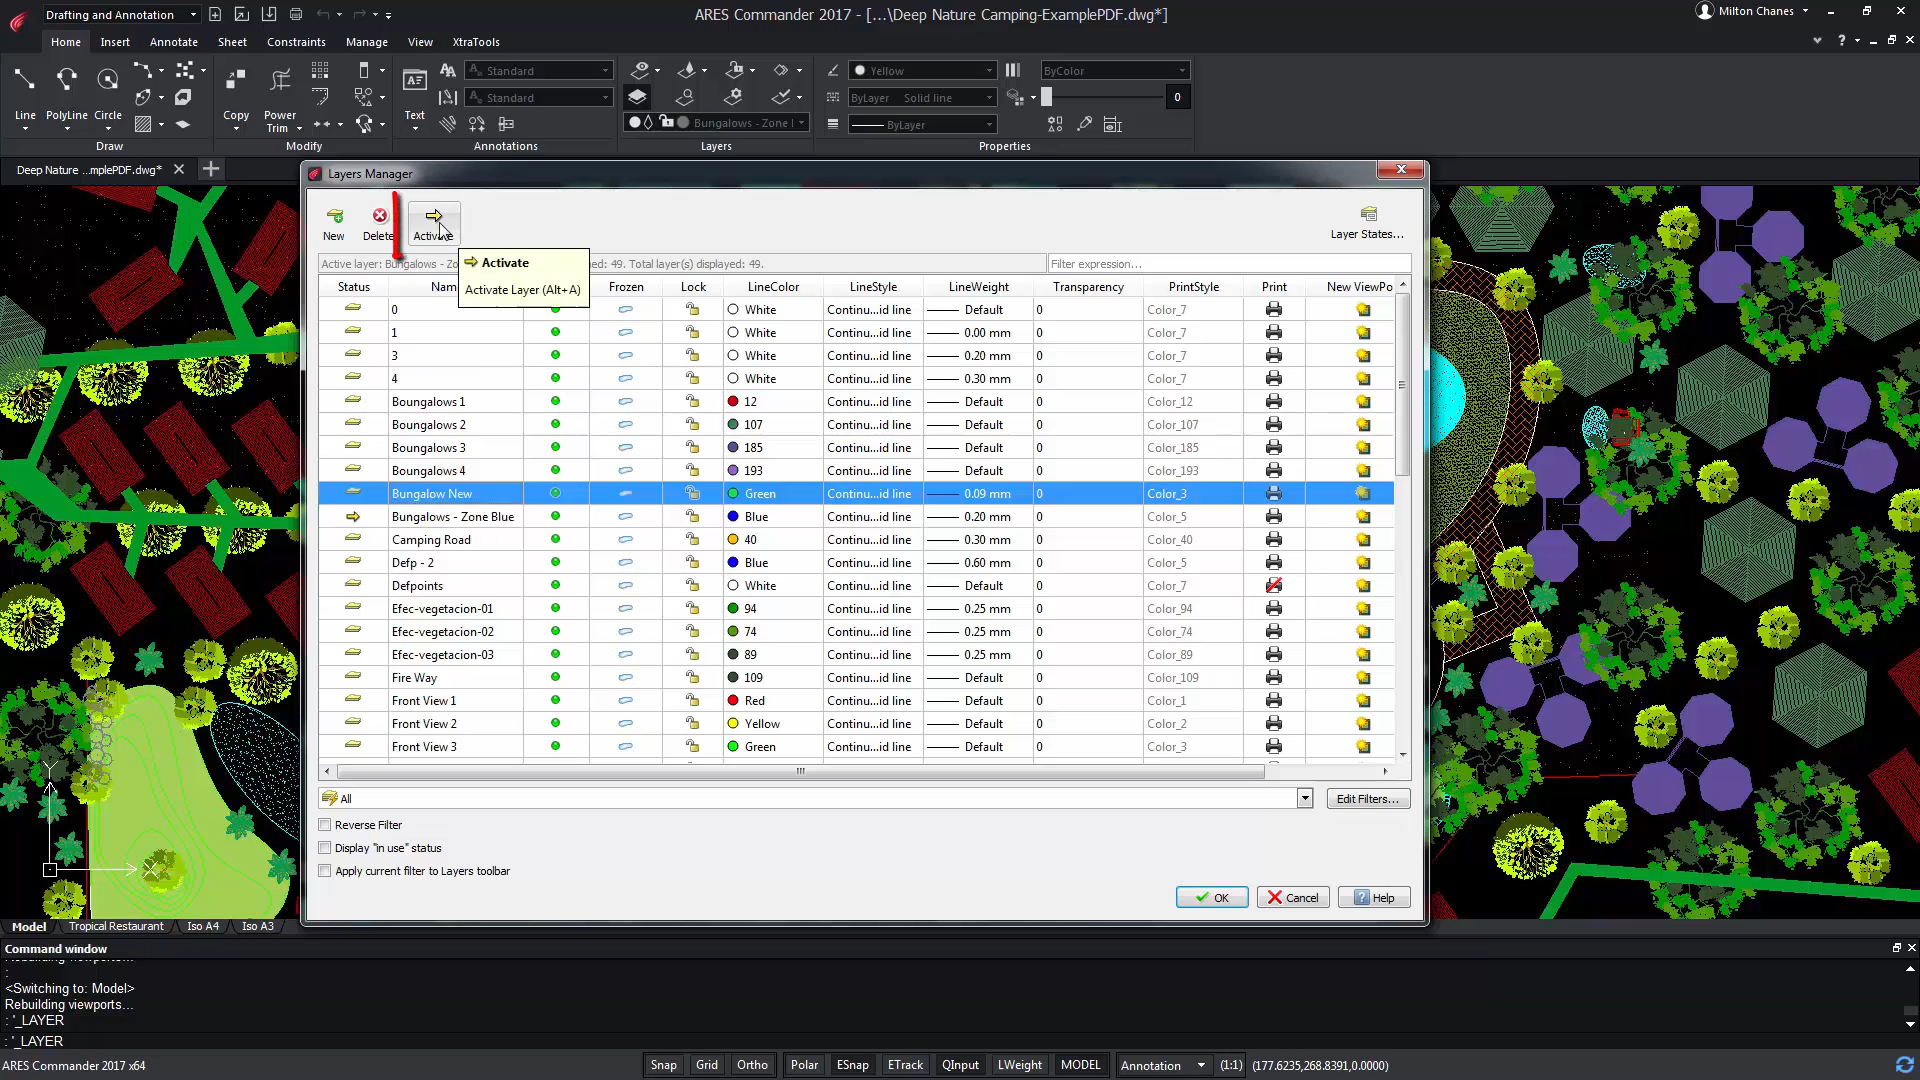 Drafting and Annotation
ARES Commander 2017 - [...\Deep Nature Camping-ExamplePDF.dwg*]
Milton Chanes
Home Insert Annotate Sheet Constraints Manage View XtraTools
Standard
Yellow
ByColor
Standard
ByLayer Solid line
0
Line PolyLine Circle
Copy Power Trim
Text
Bungalows - Zone
ByLayer
Draw Modify Annotations Layers Properties
Deep Nature ...mplePDF.dwg*
Layers Manager
New Delete Activate
Layer States...
Activate
Activate Layer (Alt+A)
Active layer: Bungalows - Zo
ned: 49. Total layer(s) displayed: 49.
Filter expression...
Status Nam Frozen Lock LineColor LineStyle LineWeight Transparency PrintStyle Print New ViewPo
0 White Continu...id line Default 0 Color_7
1 White Continu...id line 0.00 mm 0 Color_7
3 White Continu...id line 0.20 mm 0 Color_7
4 White Continu...id line 0.30 mm 0 Color_7
Boungalows 1 12 Continu...id line Default 0 Color_12
Boungalows 2 107 Continu...id line Default 0 Color_107
Boungalows 3 185 Continu...id line Default 0 Color_185
Boungalows 4 193 Continu...id line Default 0 Color_193
Bungalow New Green Continu...id line 0.09 mm 0 Color_3
Bungalows - Zone Blue Blue Continu...id line 0.20 mm 0 Color_5
Camping Road 40 Continu...id line 0.30 mm 0 Color_40
Defp - 2 Blue Continu...id line 0.60 mm 0 Color_5
Defpoints White Continu...id line Default 0 Color_7
Efec-vegetacion-01 94 Continu...id line 0.25 mm 0 Color_94
Efec-vegetacion-02 74 Continu...id line 0.25 mm 0 Color_74
Efec-vegetacion-03 89 Continu...id line 0.25 mm 0 Color_89
Fire Way 109 Continu...id line Default 0 Color_109
Front View 1 Red Continu...id line Default 0 Color_1
Front View 2 Yellow Continu...id line Default 0 Color_2
Front View 3 Green Continu...id line Default 0 Color_3
All
Edit Filters...
Reverse Filter
Display "in use" status
Apply current filter to Layers toolbar
OK Cancel Help
Y
X
Model Tropical Restaurant Iso A4 Iso A3
Command window
Rebuilding viewports...
:
<Switching to: Model>
Rebuilding viewports...
: '_LAYER
: '_LAYER
ARES Commander 2017 x64
Snap Grid Ortho Polar ESnap ETrack QInput LWeight MODEL Annotation (1:1) (177.6235,268.8391,0.0000)